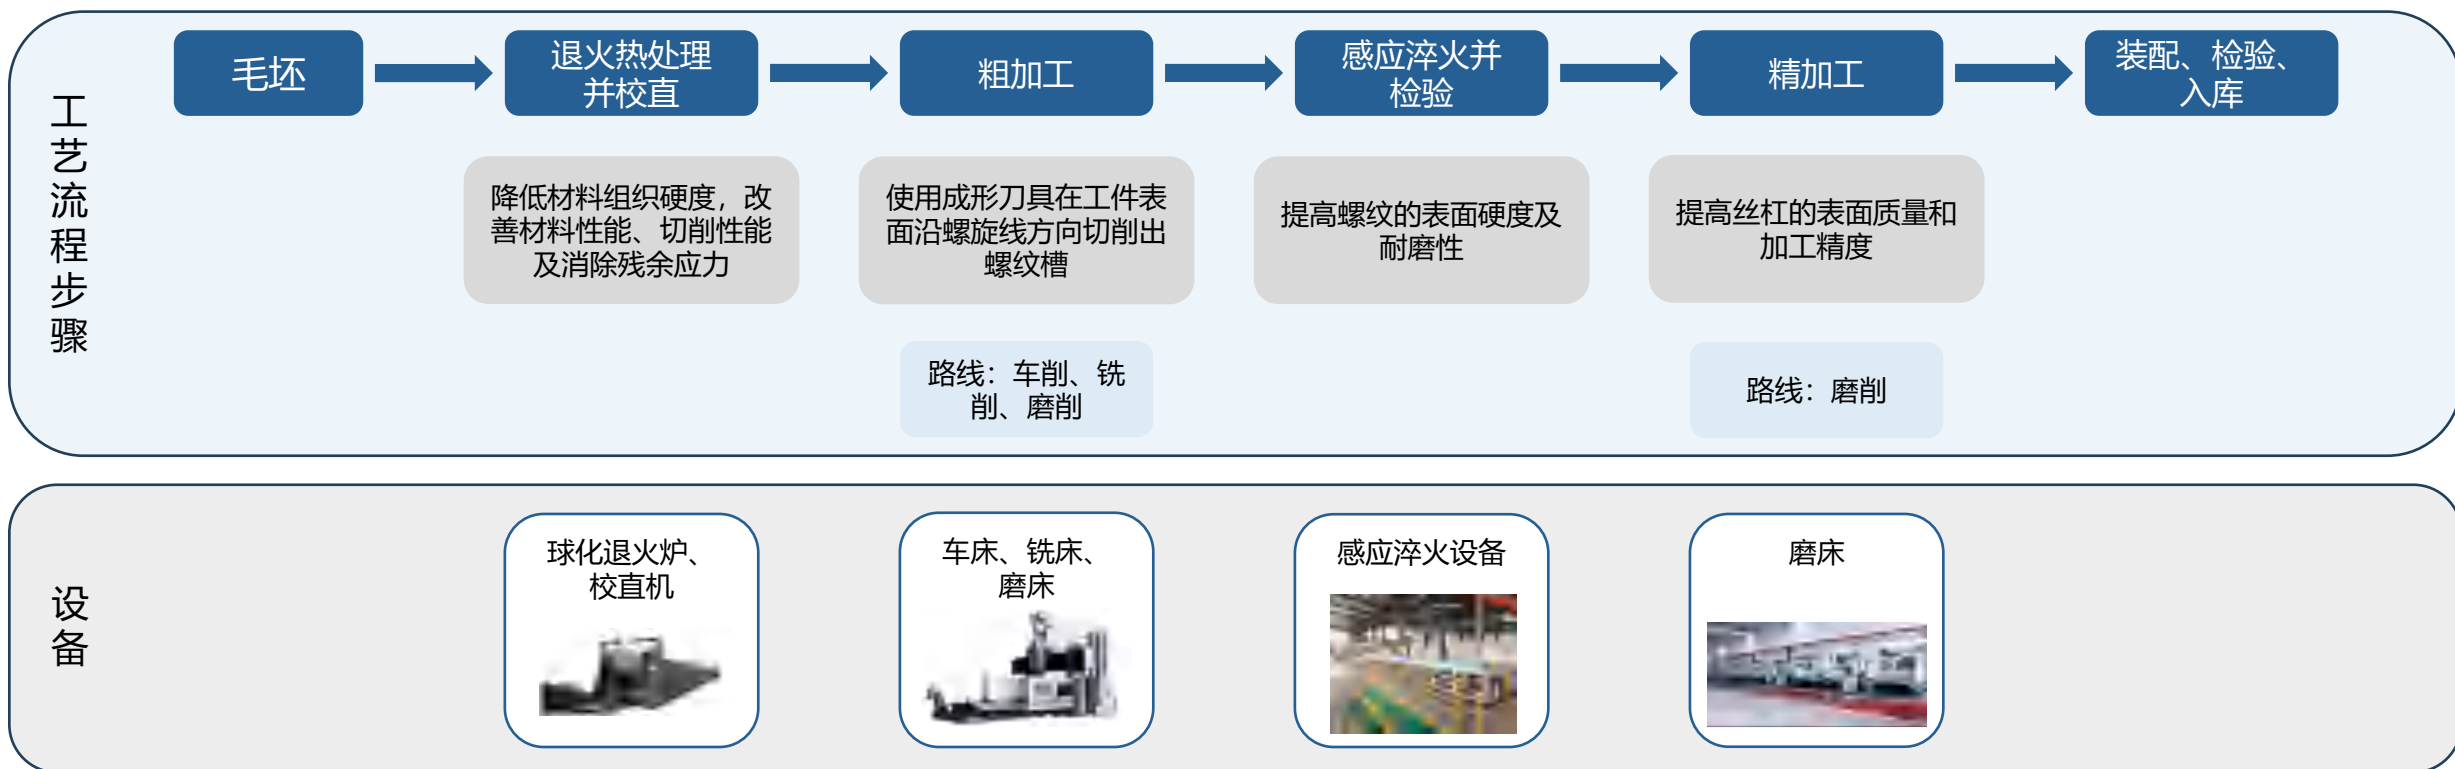 工艺流程步骤
毛坯
退火热处理
并校直
粗加工
感应淬火并
检验
精加工
装配、检验、
入库
降低材料组织硬度，改
善材料性能、切削性能
及消除残余应力
使用成形刀具在工件表
面沿螺旋线方向切削出
螺纹槽
提高螺纹的表面硬度及
耐磨性
提高丝杠的表面质量和
加工精度
路线：车削、铣
削、磨削
路线：磨削
设备
球化退火炉、
校直机
车床、铣床、
磨床
感应淬火设备
磨床